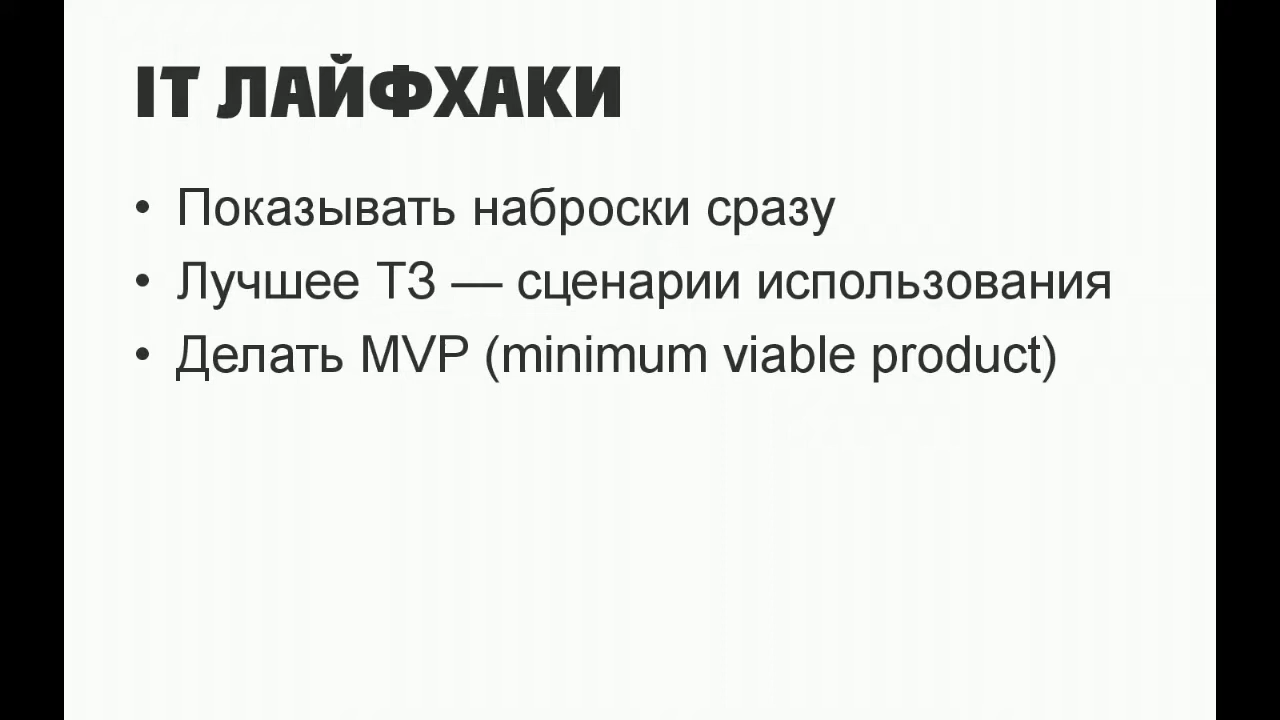 IT ЛАЙФХАКИ
• Показывать наброски сразу
• Лучшее ТЗ — сценарии использования
• Делать MVP (minimum viable product)